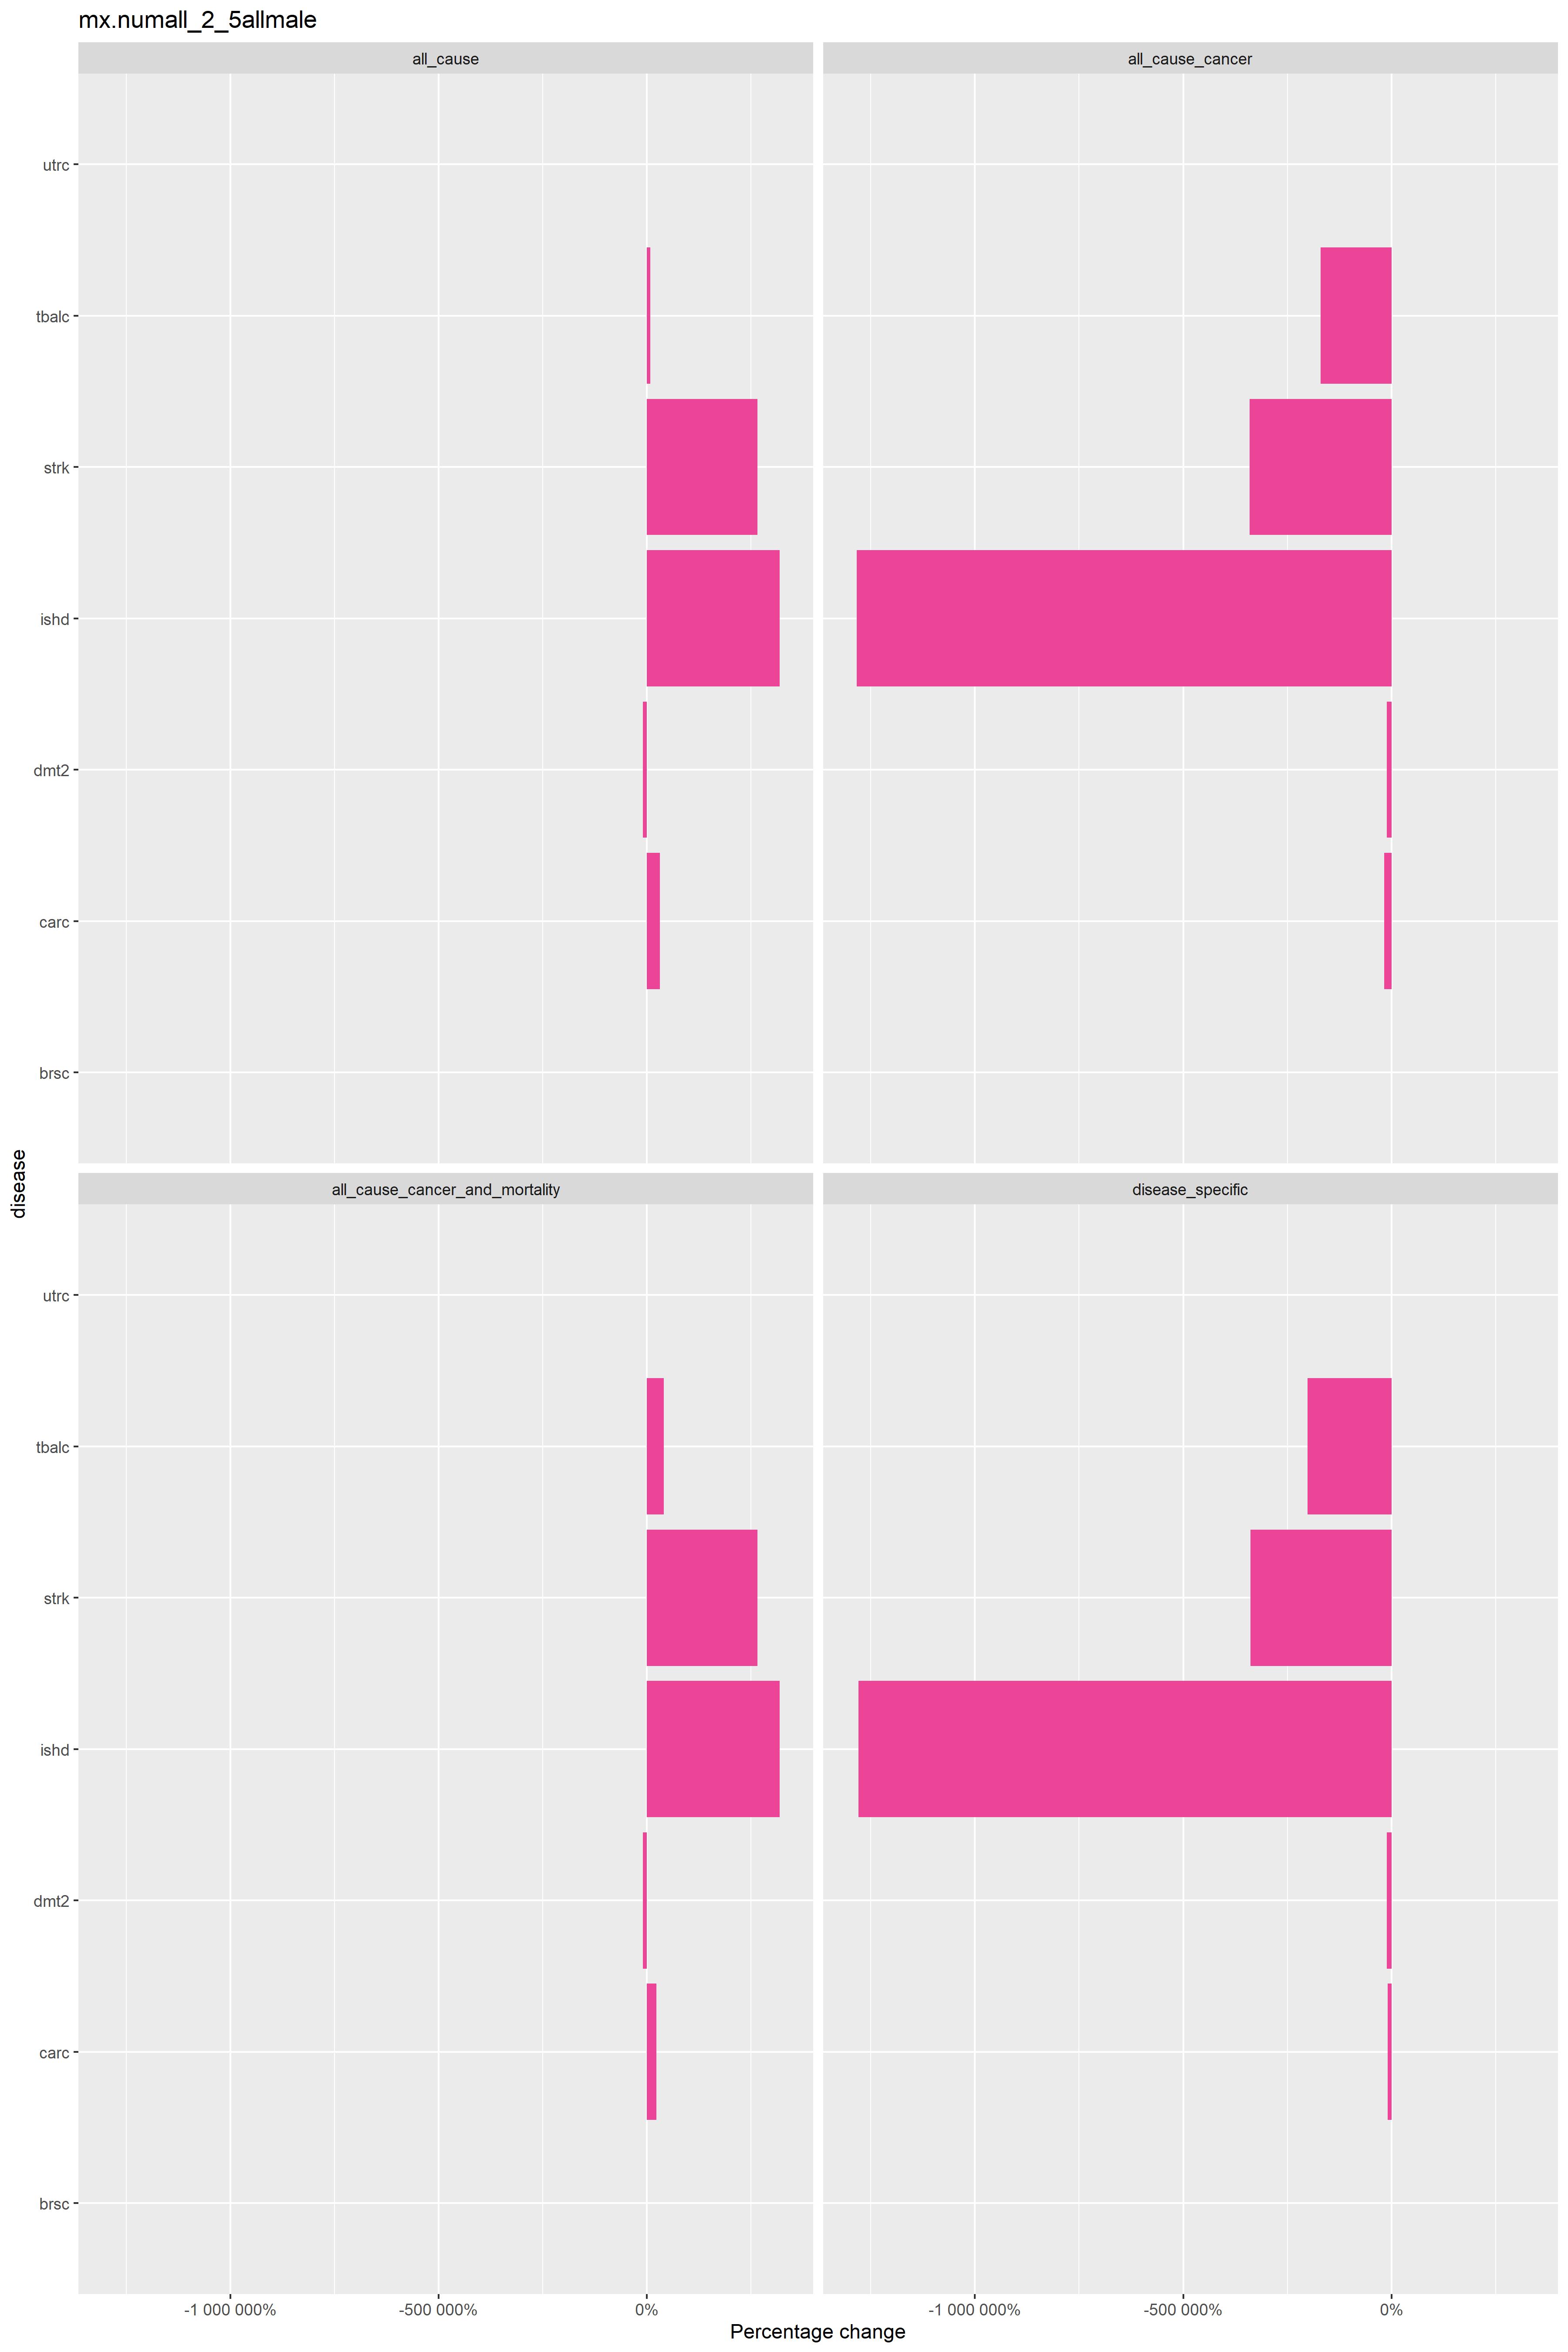 mx.numall_2_5allmale
all_cause
all_cause_cancer
utrc
tbalc
strk
ishd
dmt2
carc
brsc
disease
all_cause_cancer_and_mortality
disease_specific
utrc
tbalc
strk
ishd
dmt2
carc
brsc
-1 000 000%
-500 000%
0%
-1 000 000%
-500 000%
0%
Percentage change